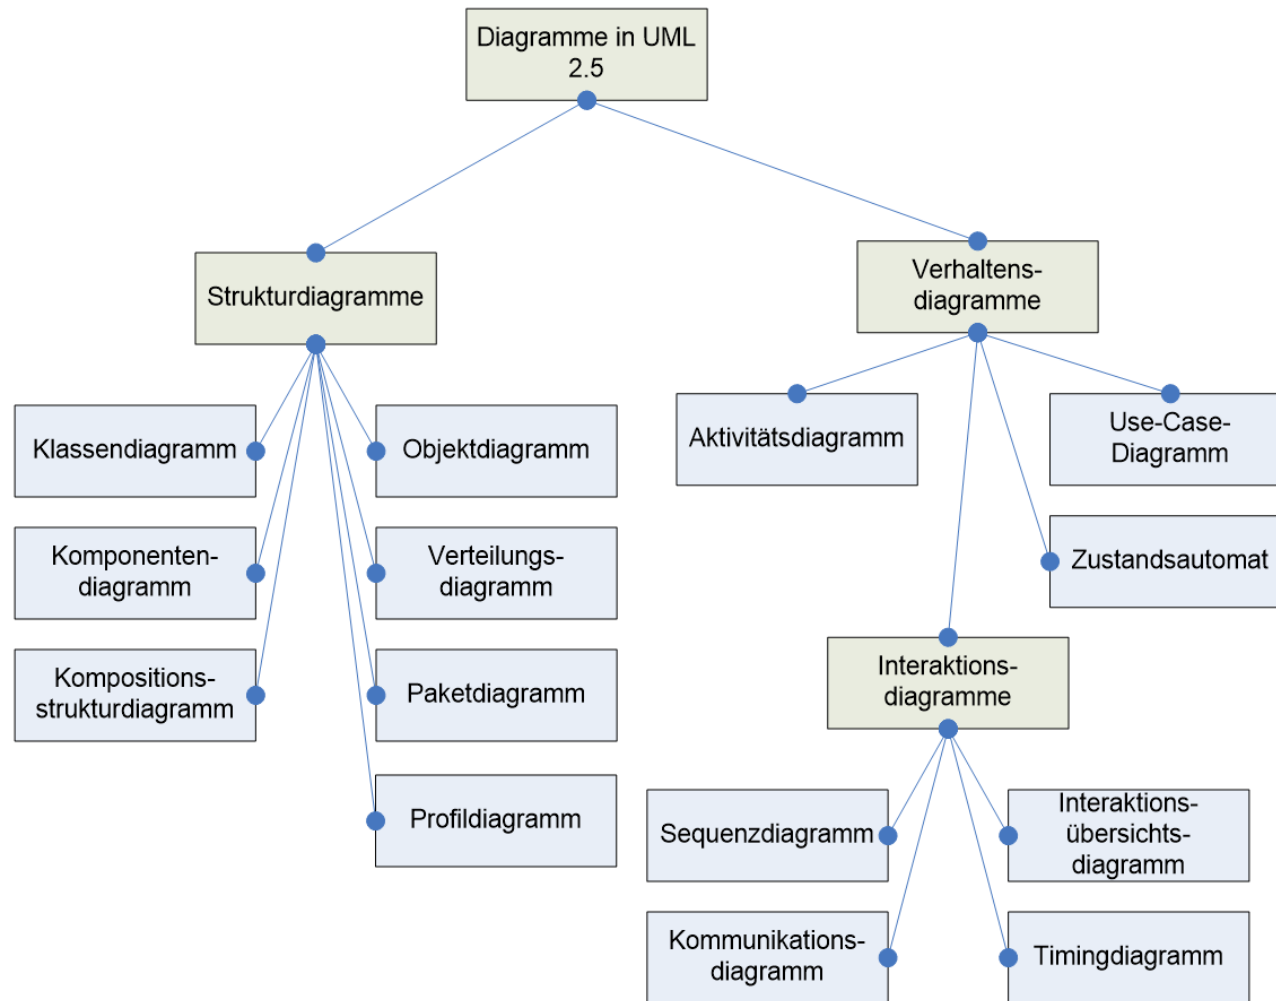 Diagramme in UML
2.5
Strukturdiagramme
Verhaltens-
diagramme
Klassendiagramm
Objektdiagramm
Komponenten-
diagramm
Verteilungs-
diagramm
Kompositions-
strukturdiagramm
Paketdiagramm
Profildiagramm
Aktivitätsdiagramm
Use-Case-
Diagramm
Zustandsautomat
Interaktions-
diagramme
Sequenzdiagramm
Interaktions-
übersichts-
diagramm
Kommunikations-
diagramm
Timingdiagramm